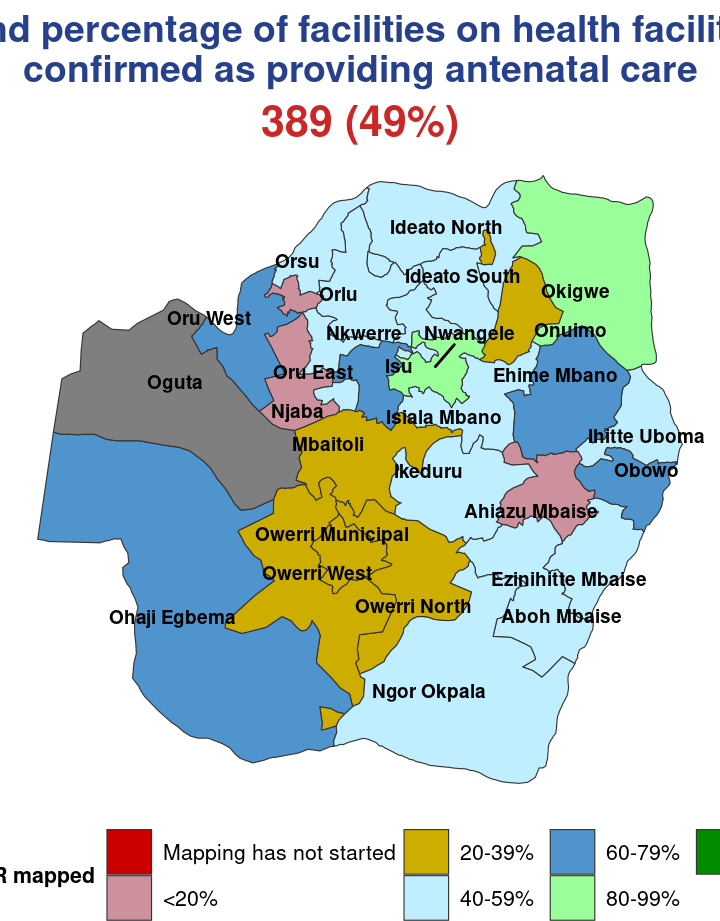 nd percentage of facilities on health facilit
confirmed as providing antenatal care
389 (49%)
Ideato North
Orsu
Ideato South
Orlu
Okigwe
Oru West
Nkwerre
Nwangele
Onuimo
Isu
Oru East
Ehime Mbano
Oguta
Njaba
Isiala Mbano
Mbaitoli
Ihitte Uboma
Ikeduru
Obowo
Ahiazu Mbaise
Owerri Municipal
Owerri West
Ezinihitte Mbaise
Owerri North
Ohaji Egbema
Aboh Mbaise
Ngor Okpala
R mapped
Mapping has not started
<20%
20-39%
40-59%
60-79%
80-99%